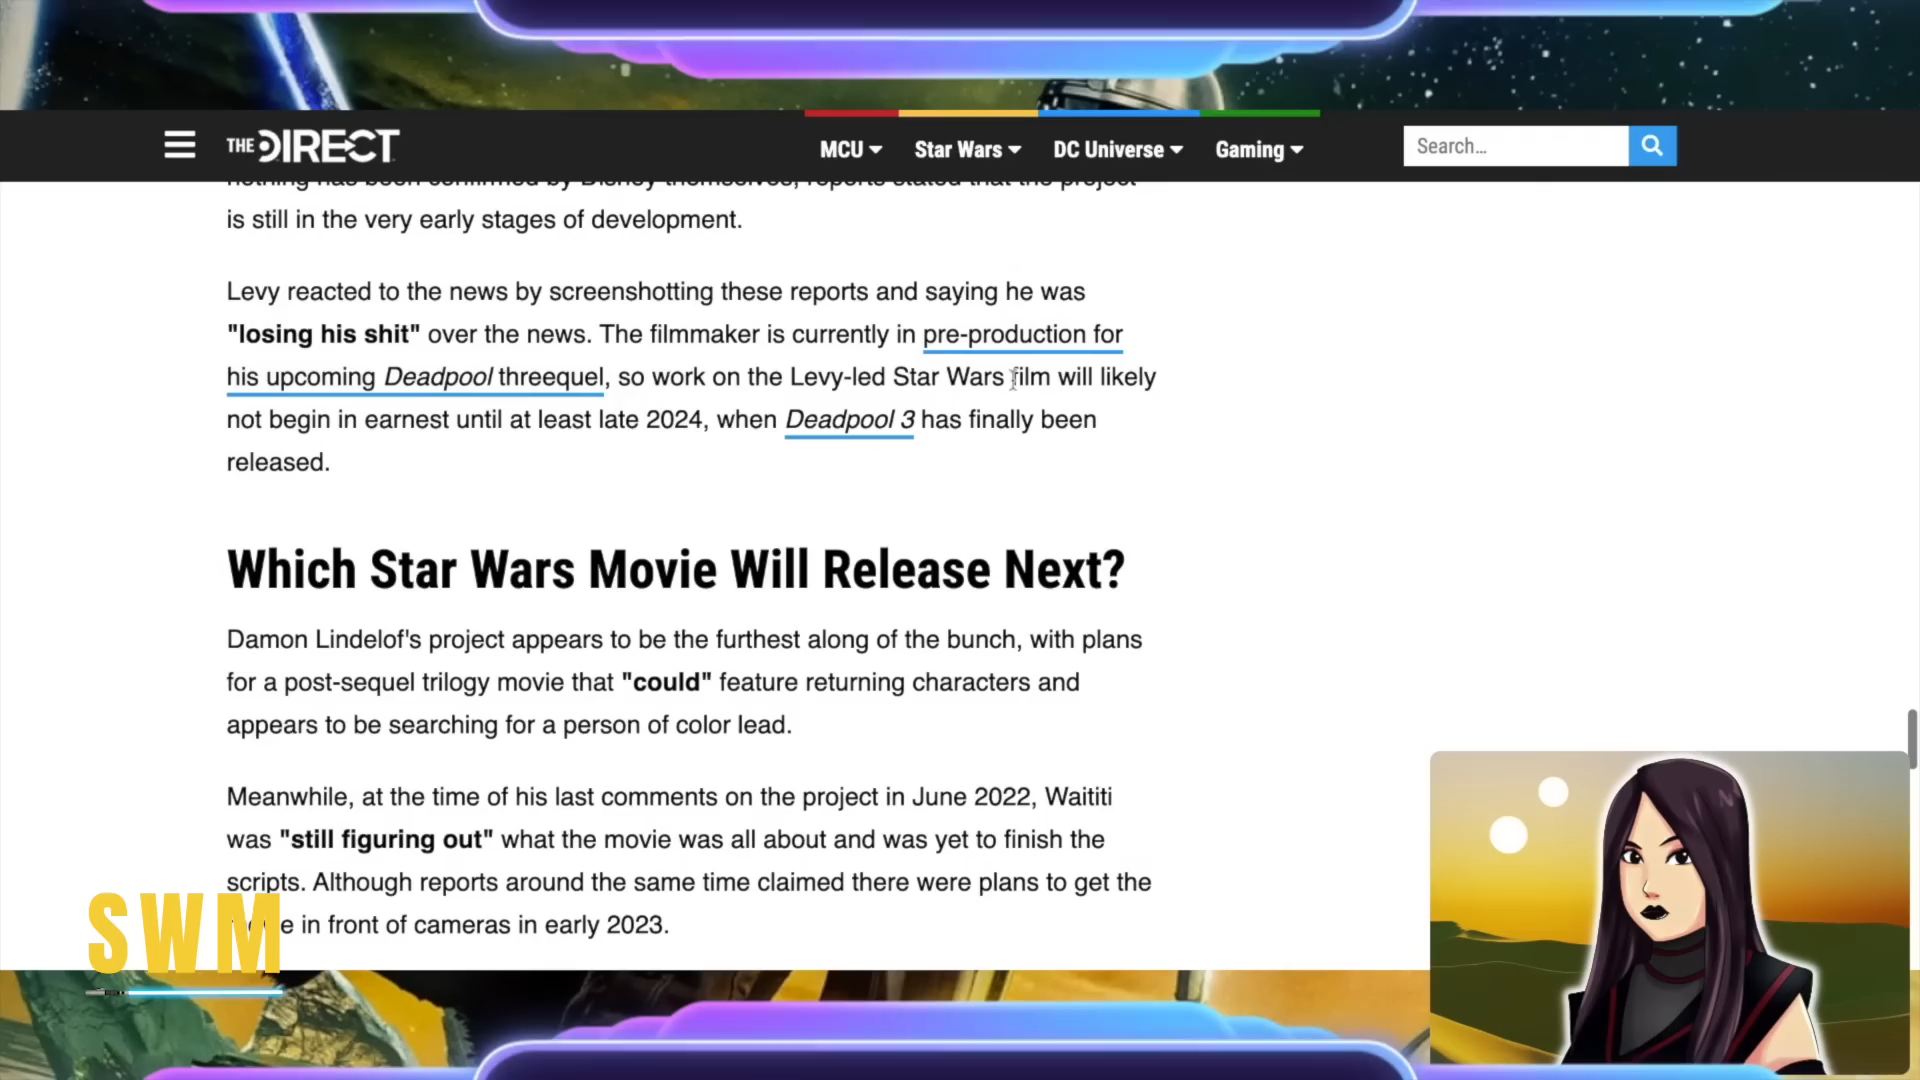 THE DIRECT
MCU
Star Wars
DC Universe
Gaming
Search...
nothing has been confirmed by Disney themselves, reports stated that the project
is still in the very early stages of development.
Levy reacted to the news by screenshotting these reports and saying he was
"losing his shit" over the news. The filmmaker is currently in pre-production for
his upcoming Deadpool threequel, so work on the Levy-led Star Wars film will likely
not begin in earnest until at least late 2024, when Deadpool 3 has finally been
released.
Which Star Wars Movie Will Release Next?
Damon Lindelof's project appears to be the furthest along of the bunch, with plans
for a post-sequel trilogy movie that "could" feature returning characters and
appears to be searching for a person of color lead.
Meanwhile, at the time of his last comments on the project in June 2022, Waititi
was "still figuring out" what the movie was all about and was yet to finish the
scripts. Although reports around the same time claimed there were plans to get the
in front of cameras in early 2023.
SWM